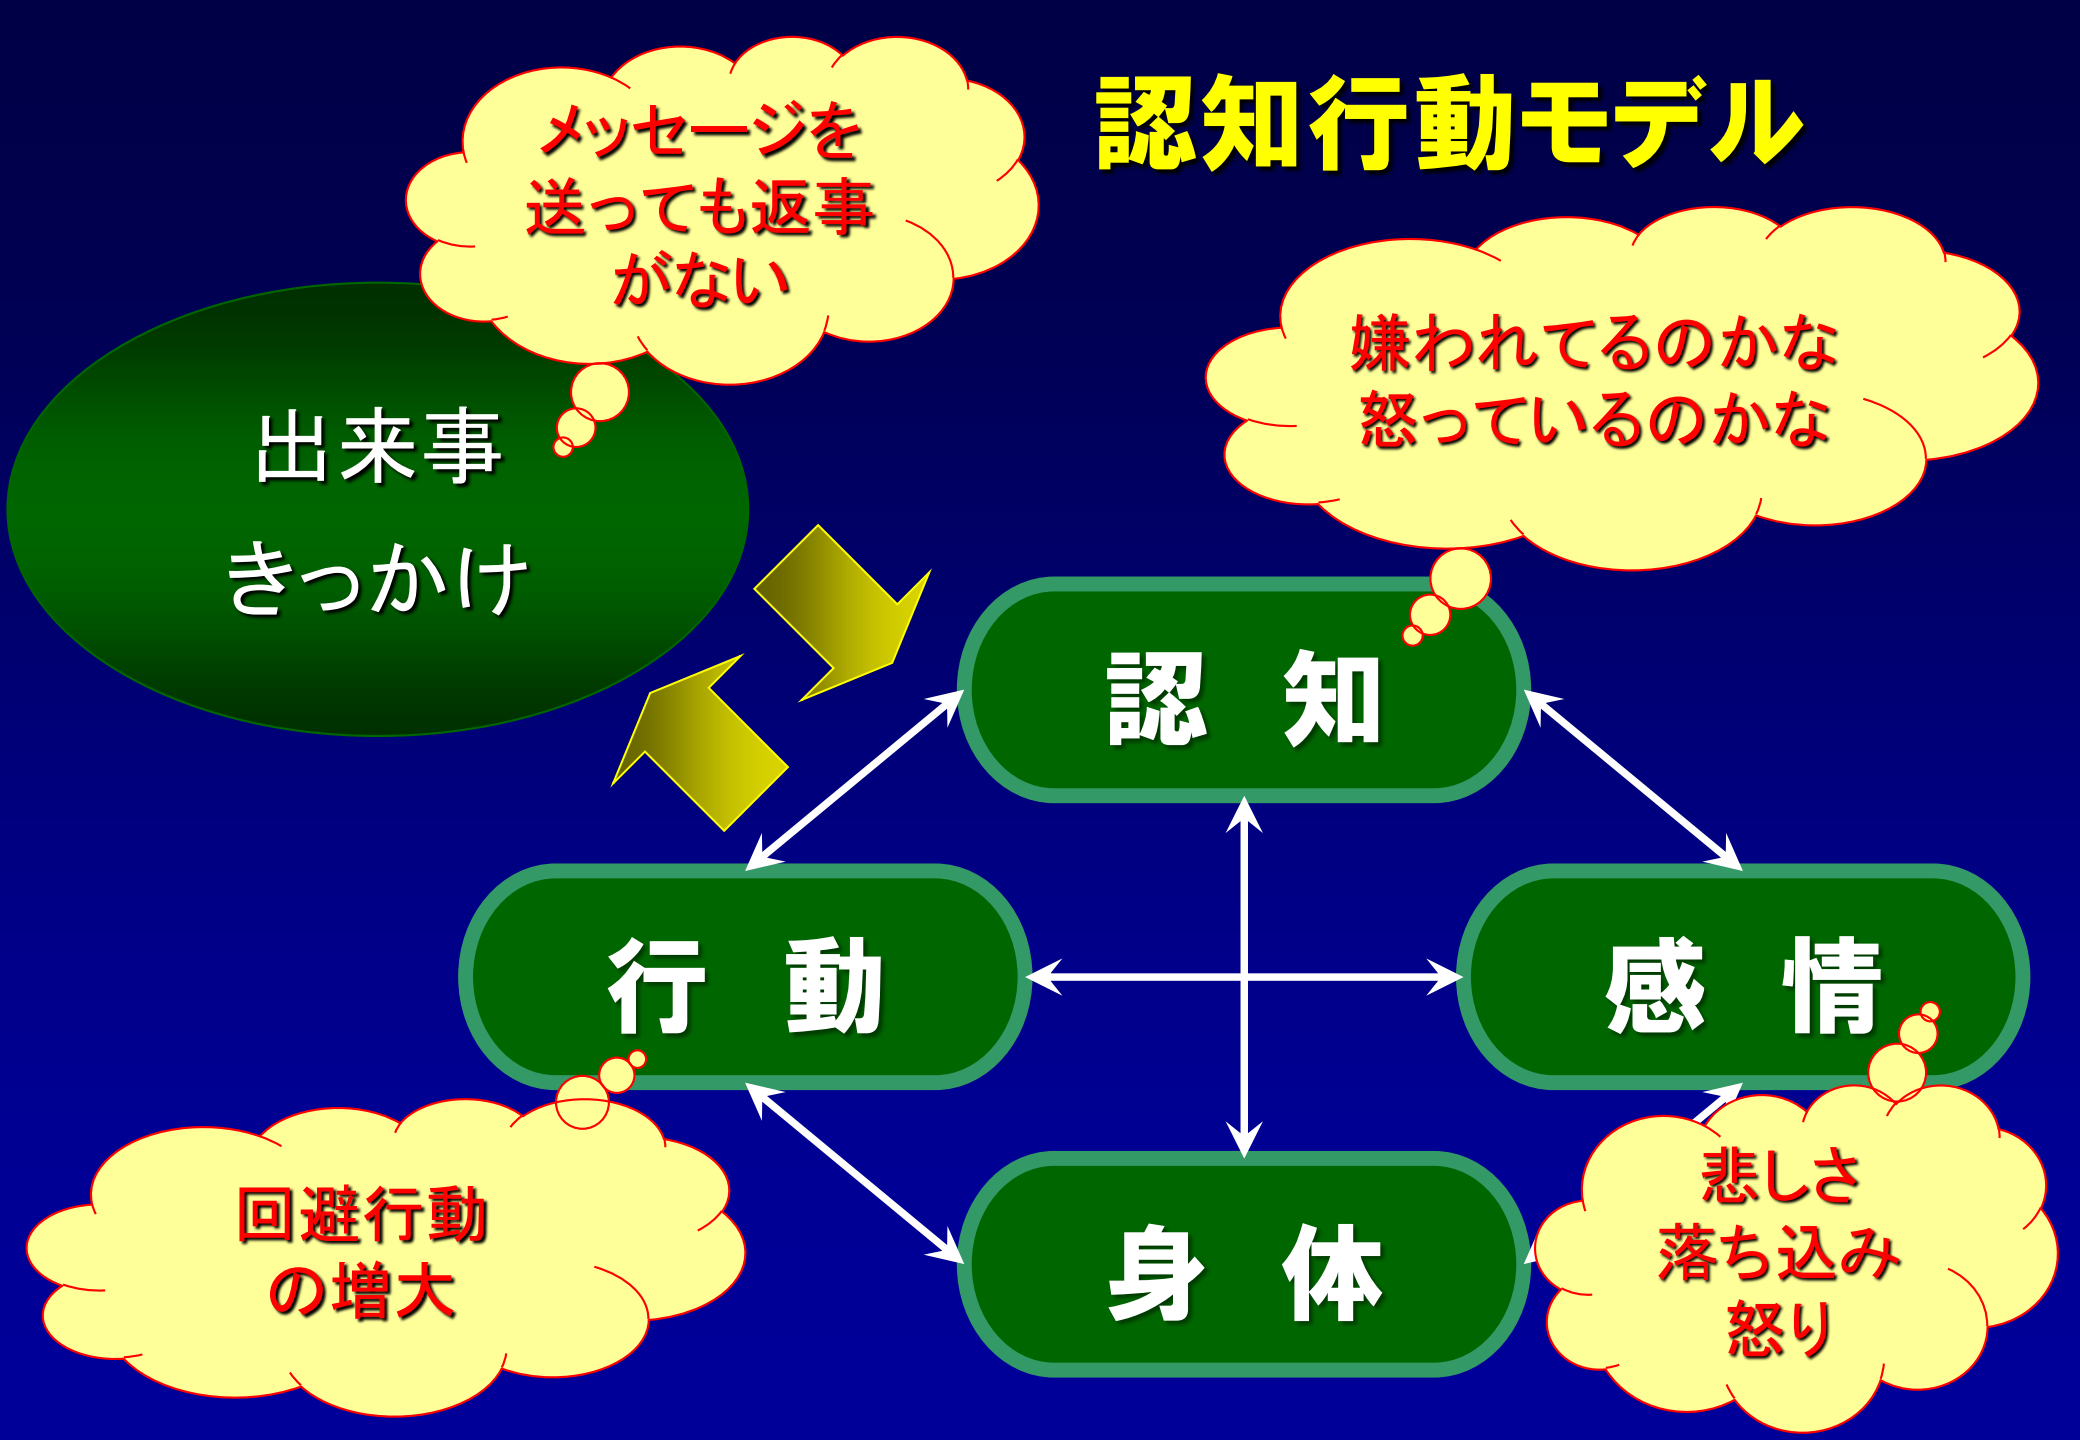 認知行動モデル
メッセージを
送っても返事
がない
出来事
きっかけ
嫌われてるのかな
怒っているのかな
認 知
行 動
感 情
身 体
回避行動
の増大
悲しさ
落ち込み
怒り